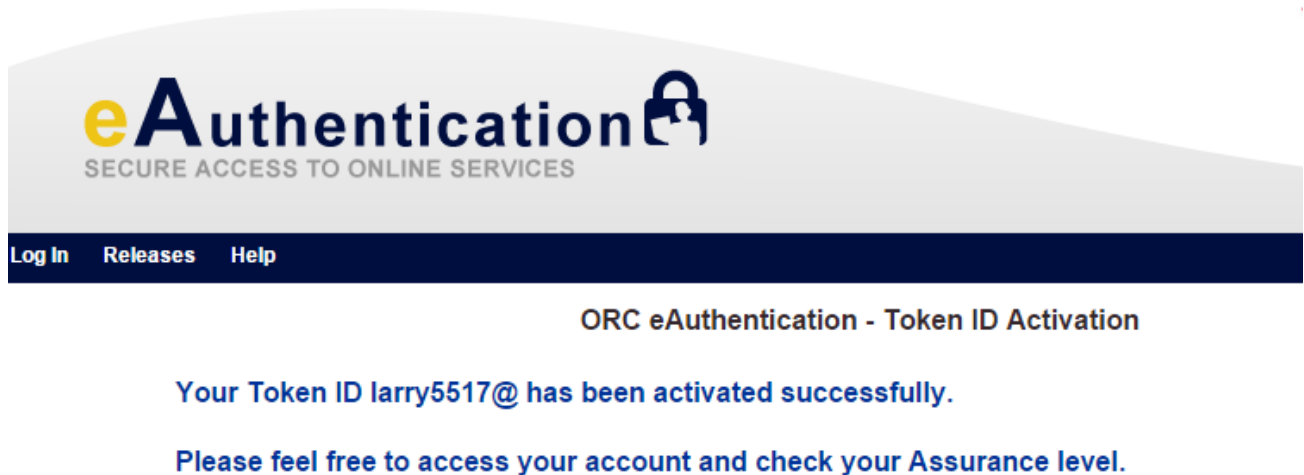 eAuthentication
SECURE ACCESS TO ONLINE SERVICES
Log In Releases Help
ORC eAuthentication - Token ID Activation
Your Token ID larry5517@ has been activated successfully.
Please feel free to access your account and check your Assurance level.